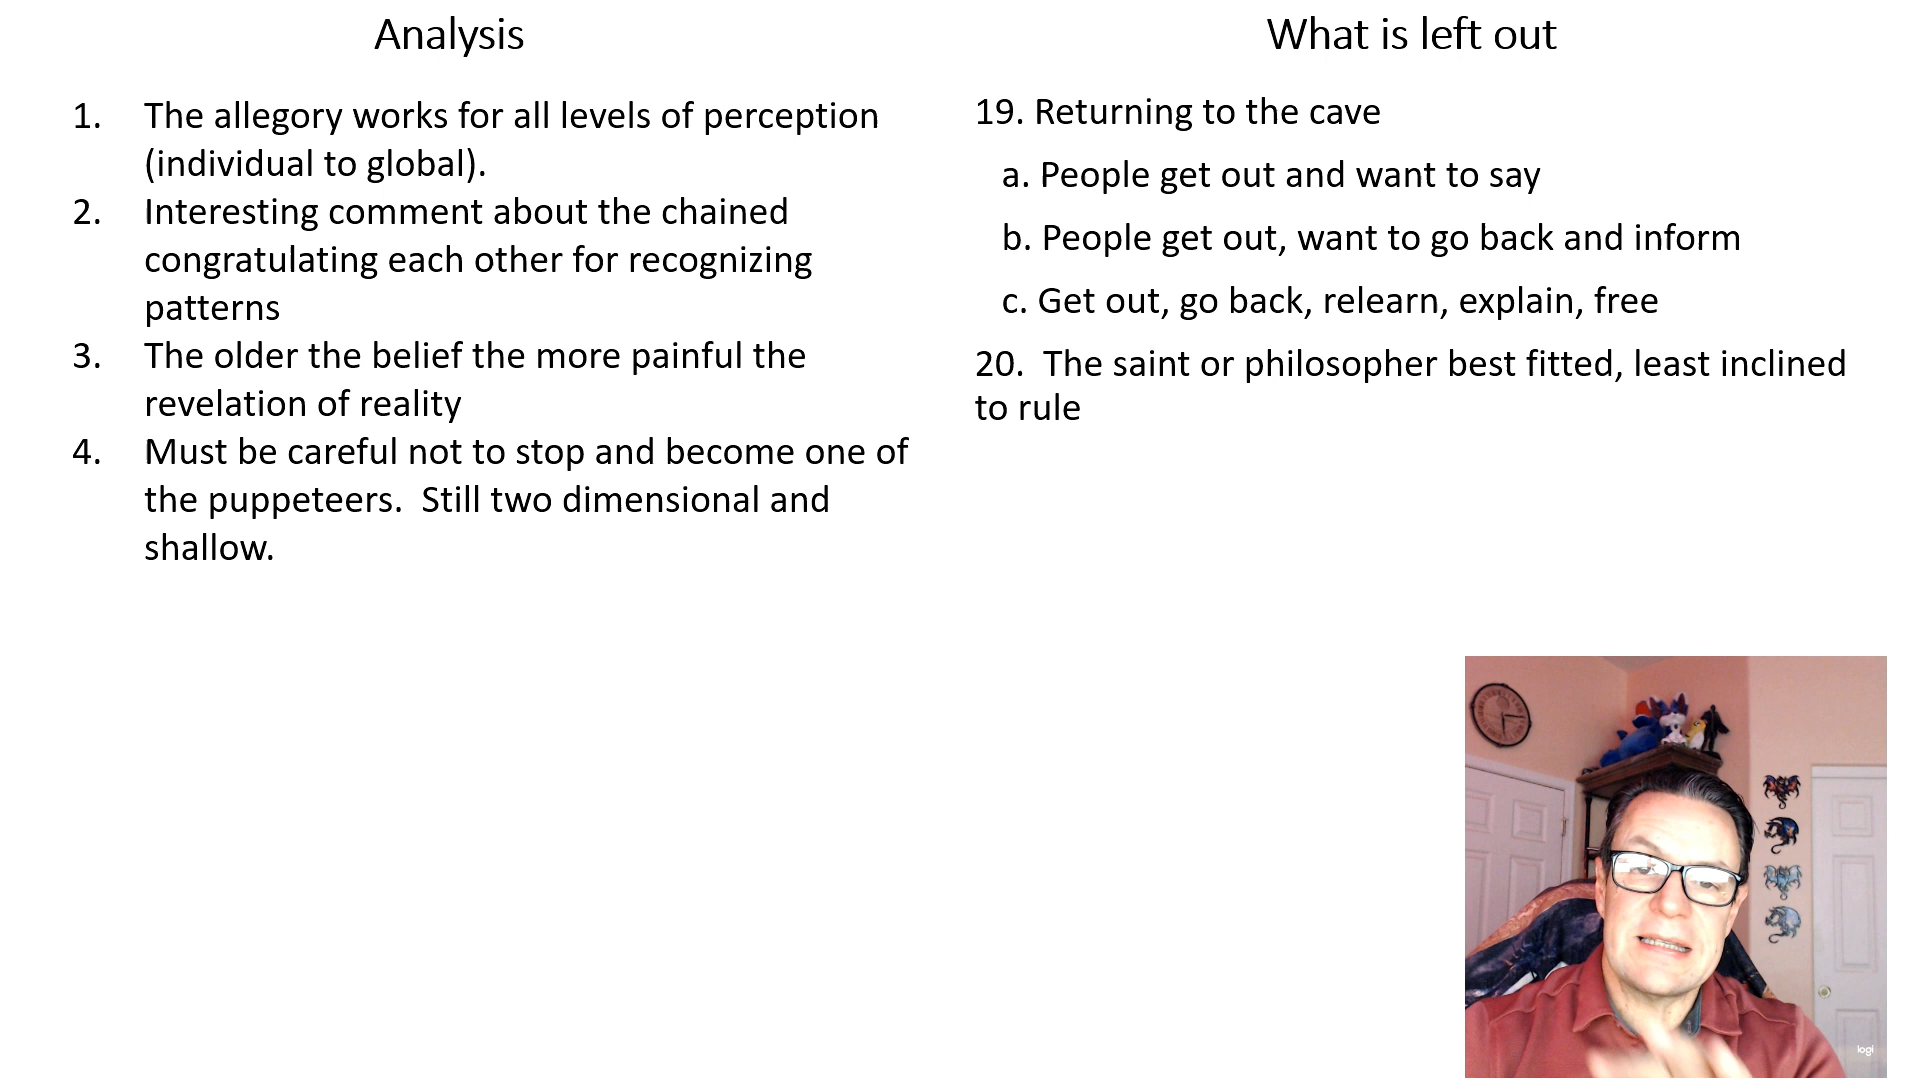 Analysis
1. The allegory works for all levels of perception
(individual to global).
2. Interesting comment about the chained
congratulating each other for recognizing
patterns
3. The older the belief the more painful the
revelation of reality
4. Must be careful not to stop and become one of
the puppeteers.  Still two dimensional and
shallow.
What is left out
19. Returning to the cave
a. People get out and want to say
b. People get out, want to go back and inform
c. Get out, go back, relearn, explain, free
20.  The saint or philosopher best fitted, least inclined
to rule
logi